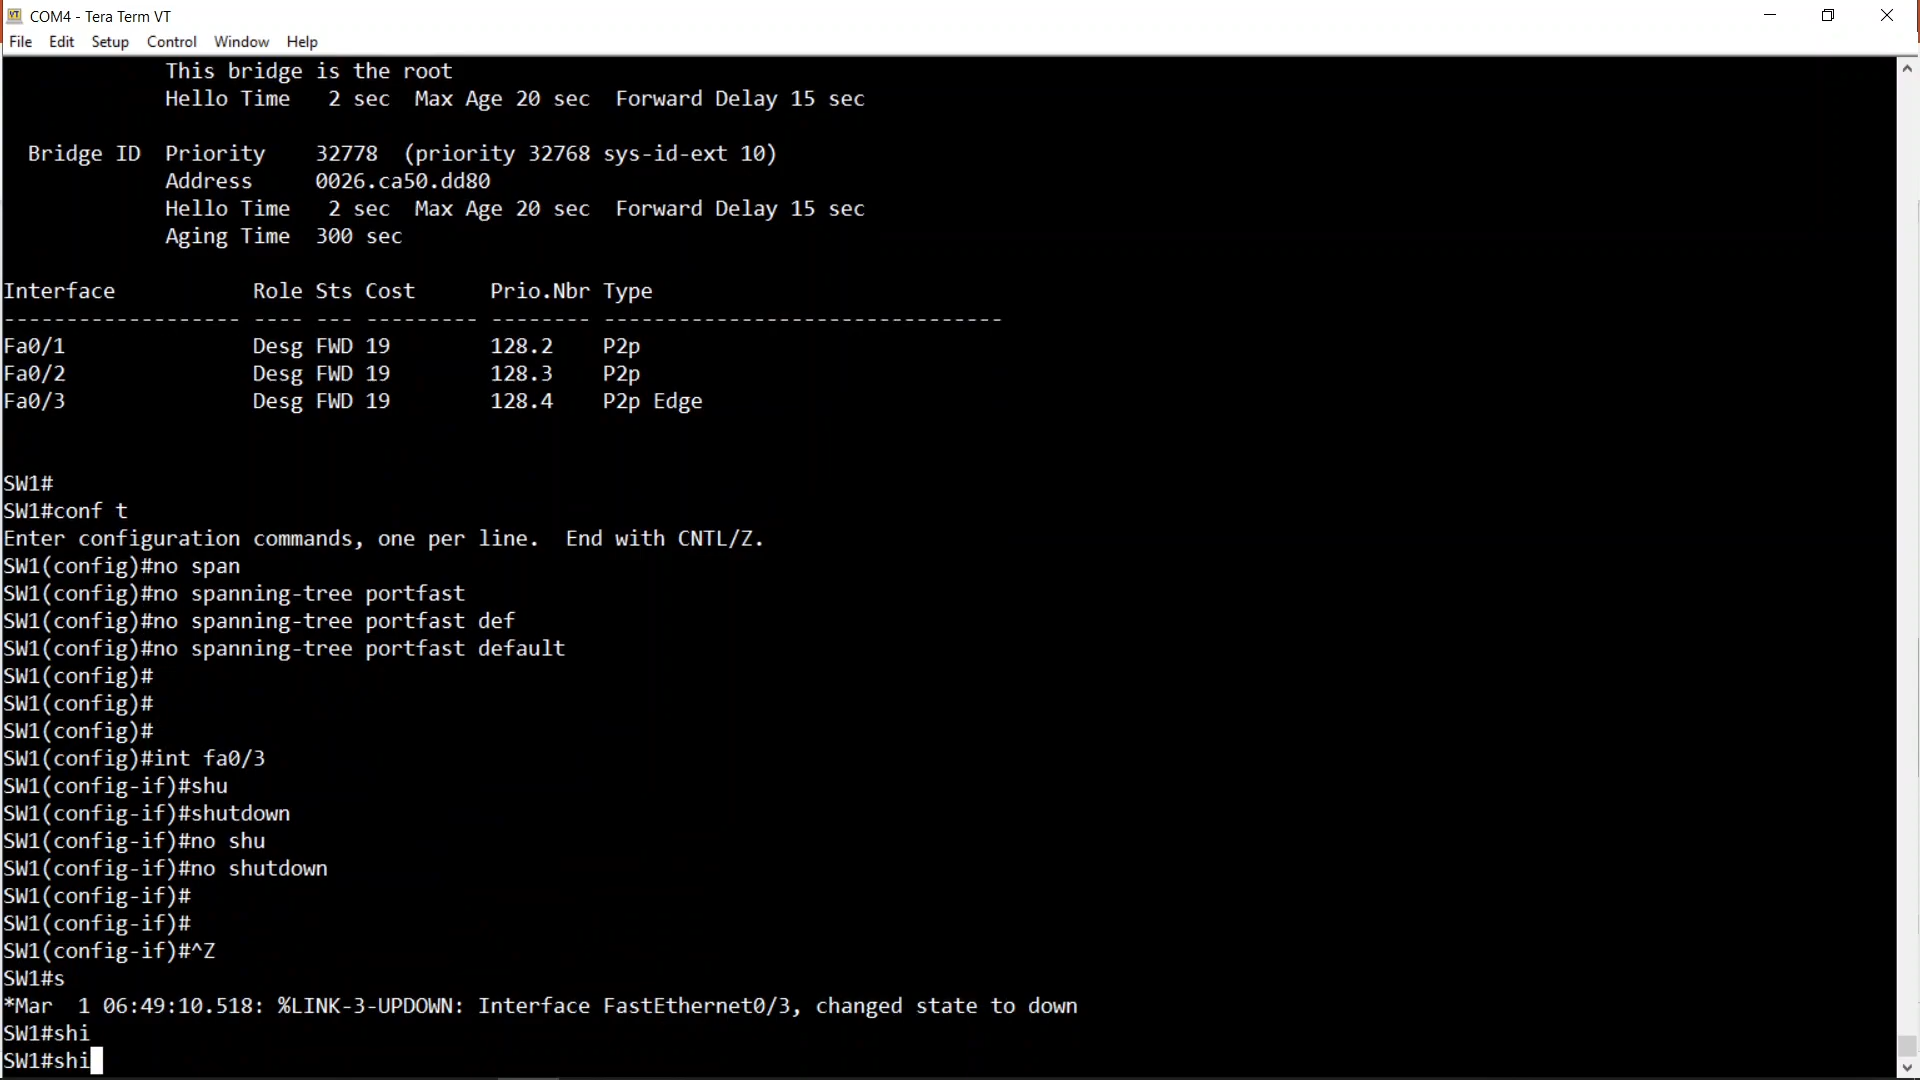 COM4 - Tera Term VT
File Edit Setup Control Window Help
This bridge is the root
Hello Time   2 sec  Max Age 20 sec  Forward Delay 15 sec
Bridge ID  Priority    32778  (priority 32768 sys-id-ext 10)
Address     0026.ca50.dd80
Hello Time   2 sec  Max Age 20 sec  Forward Delay 15 sec
Aging Time  300 sec
Interface           Role Sts Cost      Prio.Nbr Type
------------------- ---- --- --------- -------- --------------------------------
Fa0/1               Desg FWD 19        128.2    P2p
Fa0/2               Desg FWD 19        128.3    P2p
Fa0/3               Desg FWD 19        128.4    P2p Edge
SW1#
SW1#conf t
Enter configuration commands, one per line.  End with CNTL/Z.
SW1(config)#no span
SW1(config)#no spanning-tree portfast
SW1(config)#no spanning-tree portfast def
SW1(config)#no spanning-tree portfast default
SW1(config)#
SW1(config)#
SW1(config)#
SW1(config)#int fa0/3
SW1(config-if)#shu
SW1(config-if)#shutdown
SW1(config-if)#no shu
SW1(config-if)#no shutdown
SW1(config-if)#
SW1(config-if)#
SW1(config-if)#^Z
SW1#s
*Mar  1 06:49:10.518: %LINK-3-UPDOWN: Interface FastEthernet0/3, changed state to down
SW1#shi
SW1#shi